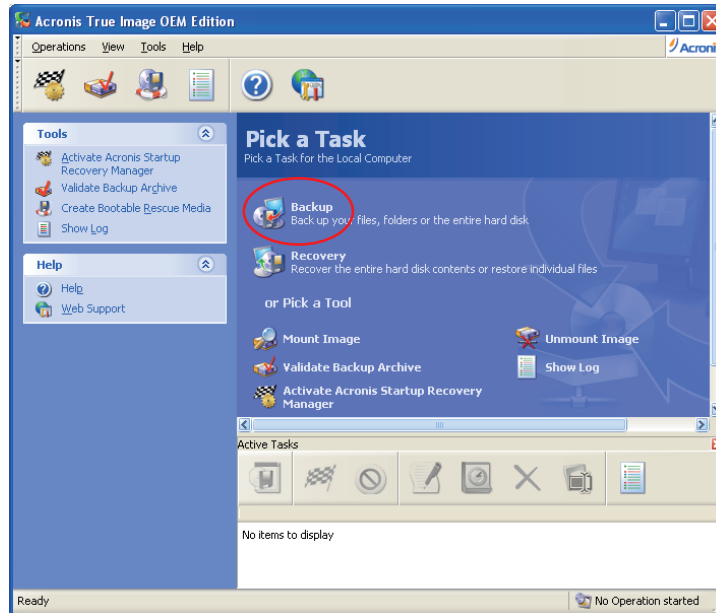 Acronis True Image OEM Edition
Operations View Tools Help
Acroni
Tools
Activate Acronis Startup
Recovery Manager
Validate Backup Archive
Create Bootable Rescue Media
Show Log
Help
Help
Web Support
Pick a Task
Pick a Task for the Local Computer
Backup
Back up your files, folders or the entire hard disk
Recovery
Recover the entire hard disk contents or restore individual files
or Pick a Tool
Mount Image
Unmount Image
Validate Backup Archive
Show Log
Activate Acronis Startup Recovery
Manager
Active Tasks
No items to display
Ready
No Operation started